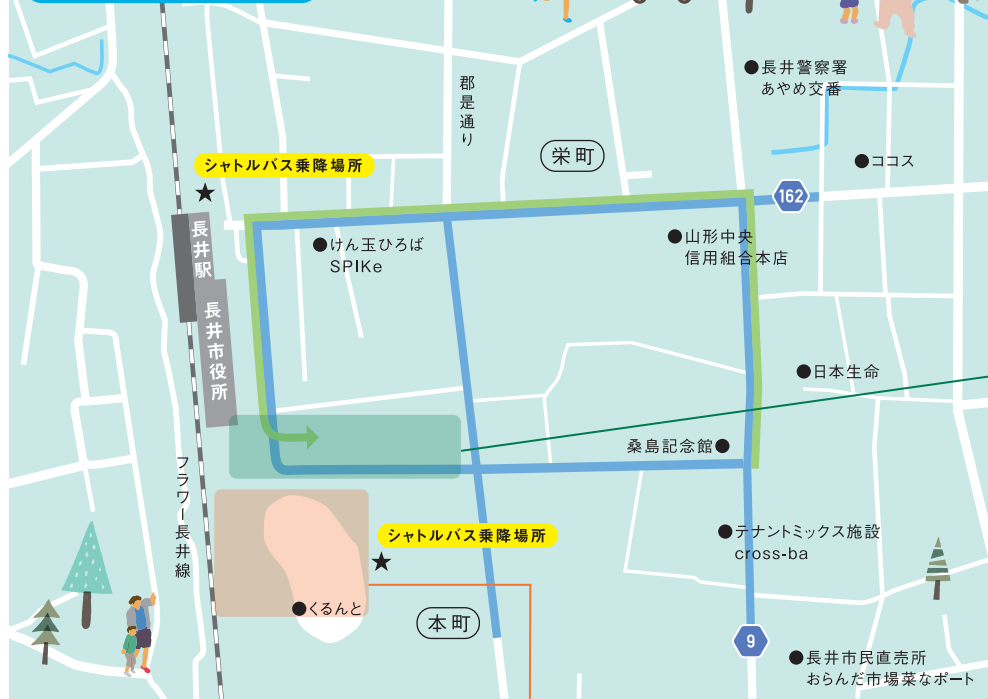 長井警察署
あやめ交番
郡是通り
栄町
シャトルバス乗降場所
ココス
162
長井駅
けん玉ひろば
SPIKe
山形中央
信用組合本店
長井市役所
日本生命
桑島記念館
フラワー長井線
シャトルバス乗降場所
テナントミックス施設
cross-ba
くるんと
本町
9
長井市民直売所
おらんだ市場菜なポート